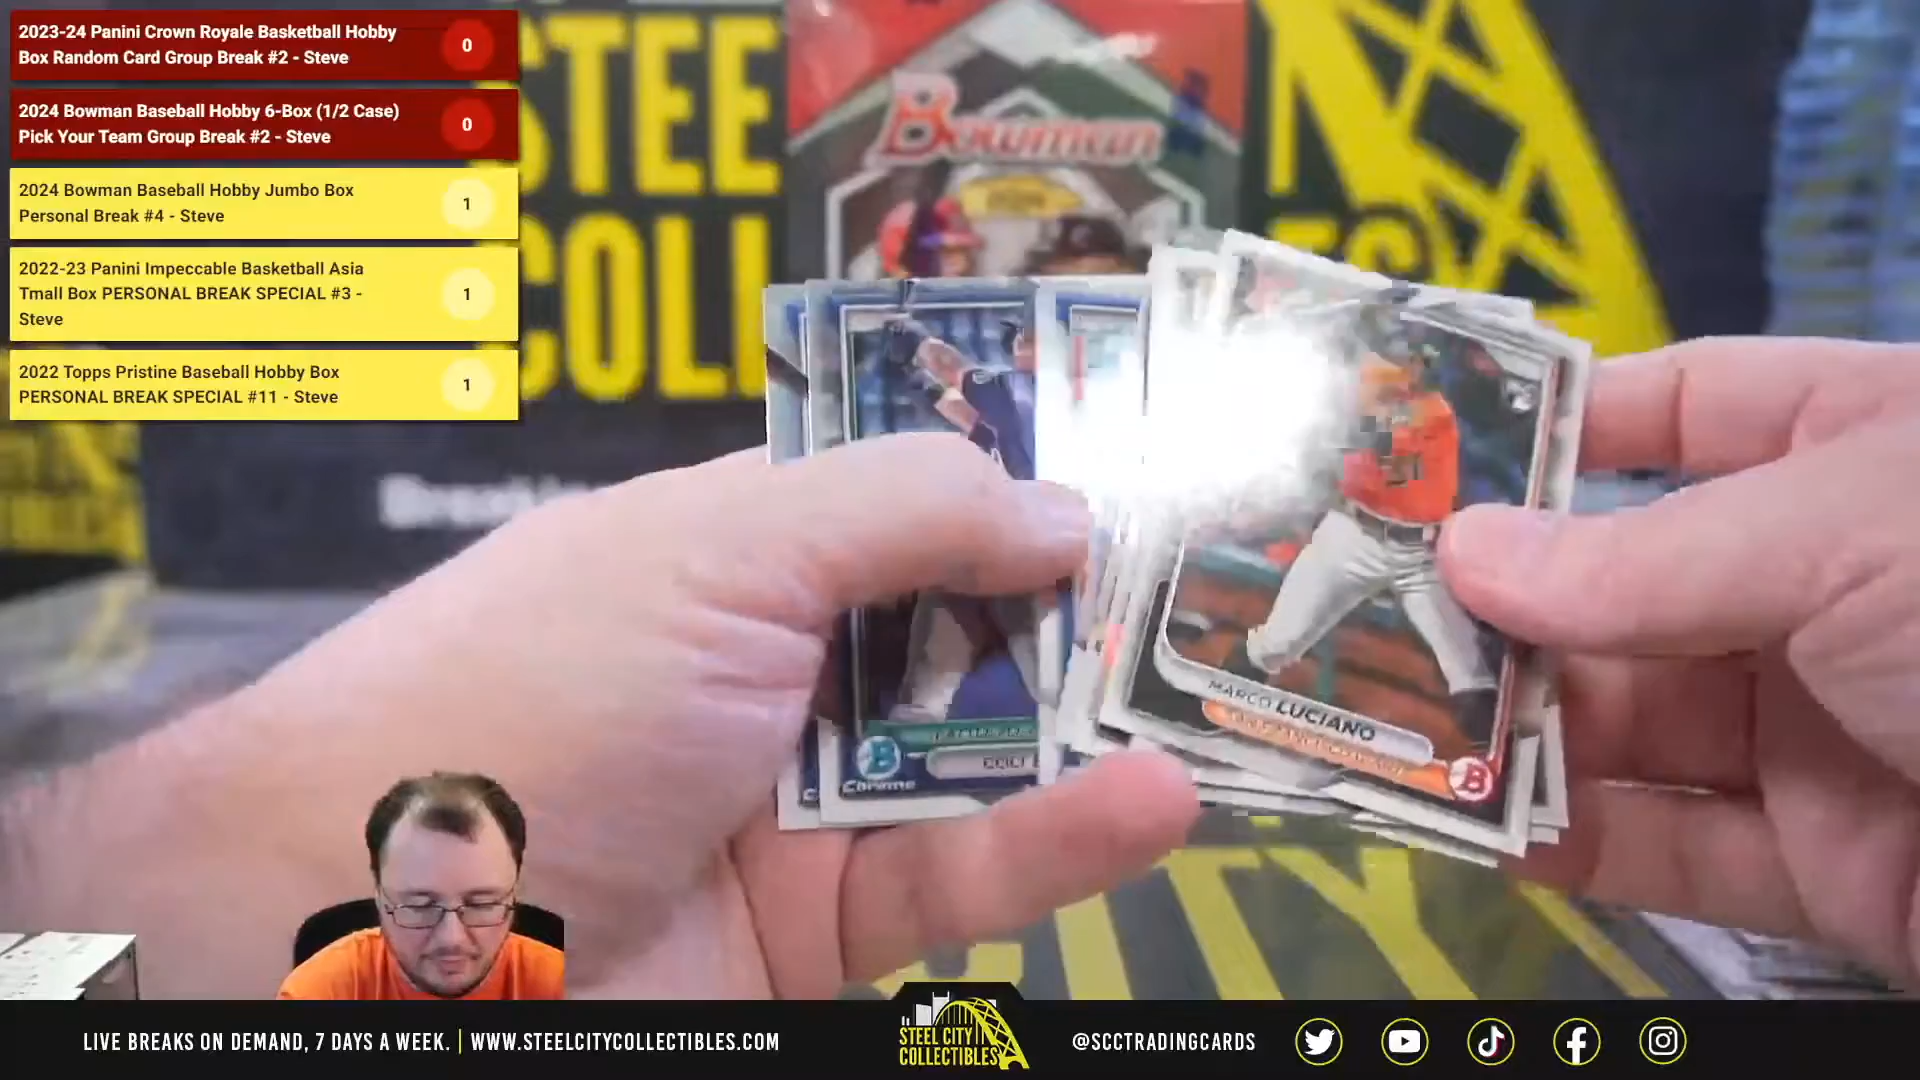 2023-24 Panini Crown Royale Basketball Hobby
Box Random Card Group Break #2 - Steve
0
2024 Bowman Baseball Hobby 6-Box (1/2 Case)
Pick Your Team Group Break #2 - Steve
0
2024 Bowman Baseball Hobby Jumbo Box
Personal Break #4 - Steve
1
2022-23 Panini Impeccable Basketball Asia
Tmall Box PERSONAL BREAK SPECIAL #3 -
Steve
1
2022 Topps Pristine Baseball Hobby Box
PERSONAL BREAK SPECIAL #11 - Steve
1
STEE
COLL
Bowman
MARCO LUCIANO
B
B
Chrome
CITY
LIVE BREAKS ON DEMAND, 7 DAYS A WEEK. | WWW.STEELCITYCOLLECTIBLES.COM
STEEL CITY
COLLECTIBLES
@SCCTRADINGCARDS